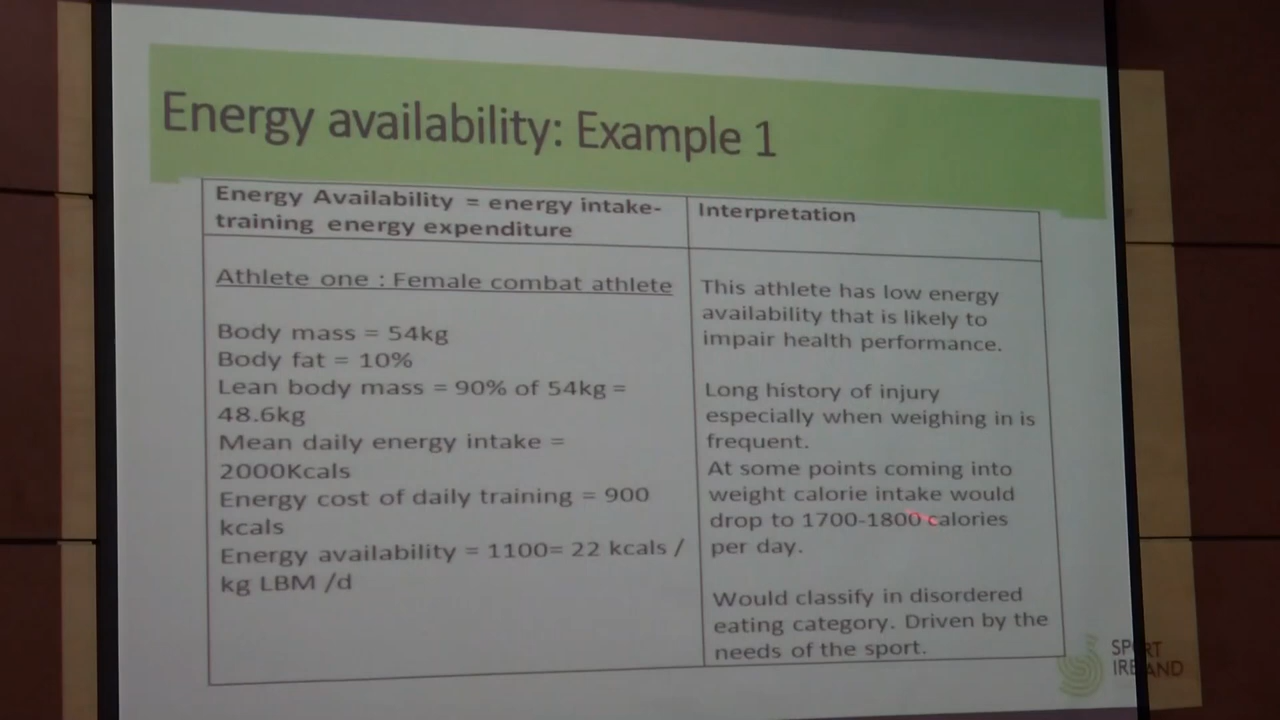 Energy availability: Example 1
Energy Availability = energy intake-
training energy expenditure
Interpretation
Athlete one : Female combat athlete
Body mass = 54kg
Body fat = 10%
Lean body mass = 90% of 54kg =
48.6kg
Mean daily energy intake =
2000Kcals
Energy cost of daily training = 900
kcals
Energy availability = 1100= 22 kcals /
kg LBM /d
This athlete has low energy
availability that is likely to
impair health performance.
Long history of injury
especially when weighing in is
frequent.
At some points coming into
weight calorie intake would
drop to 1700-1800 calories
per day.
Would classify in disordered
eating category. Driven by the
needs of the sport.
SPORT
IRELAND